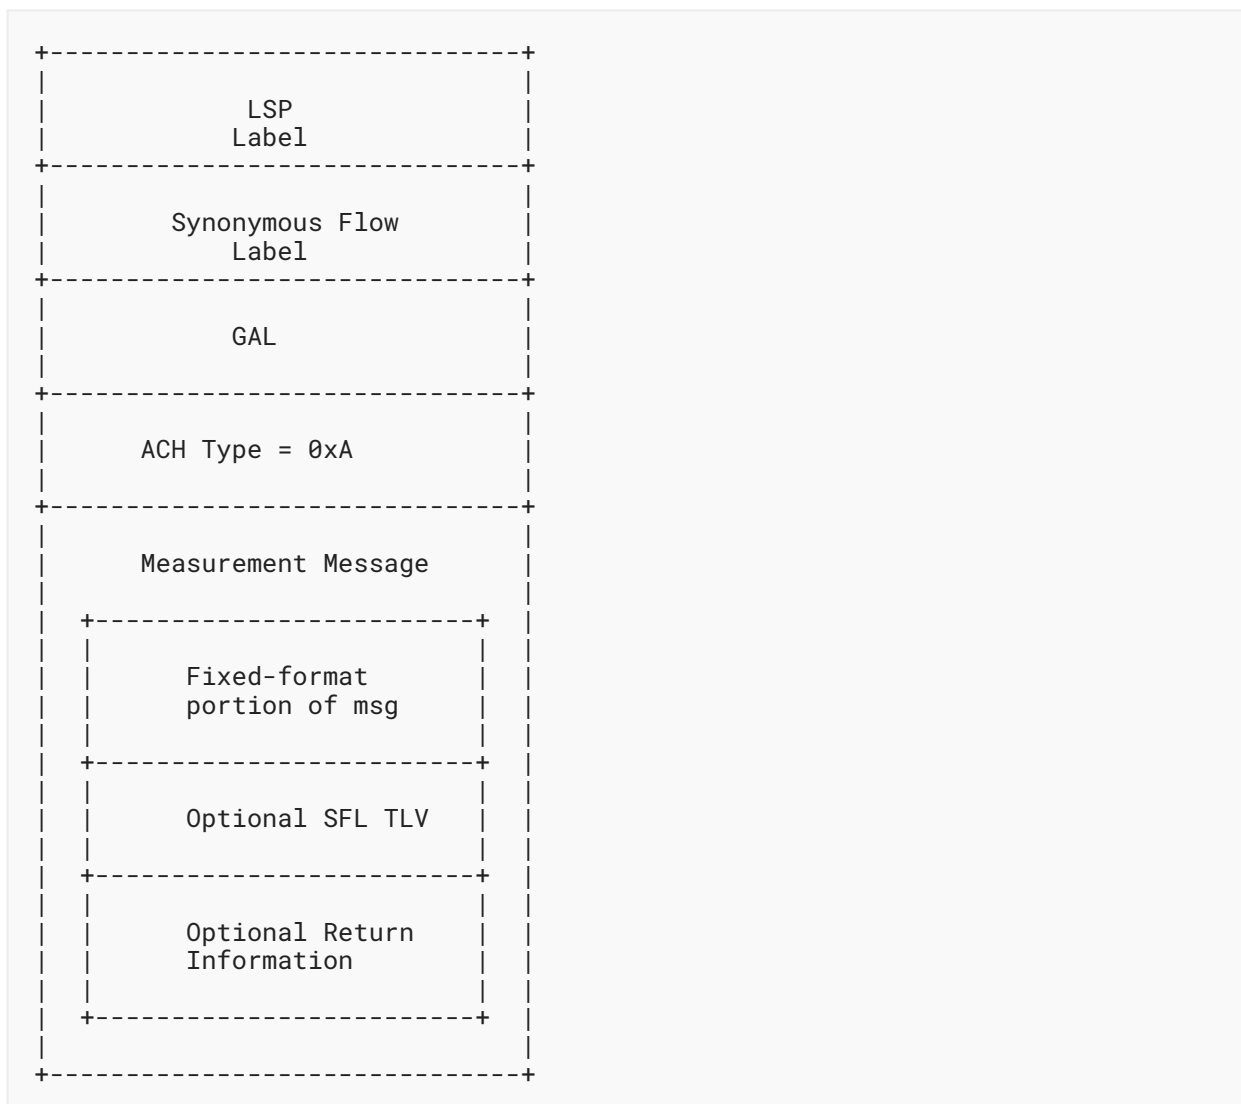 +-------------------------------+
|                               |
|             LSP               |
|            Label              |
+-------------------------------+
|                               |
|        Synonymous Flow        |
|            Label              |
+-------------------------------+
|                               |
|            GAL                |
|                               |
+-------------------------------+
|                               |
|      ACH Type = 0xA           |
|                               |
+-------------------------------+
|                               |
|      Measurement Message      |
|                               |
|  +-------------------------+  |
|  |                         |  |
|  |      Fixed-format       |  |
|  |      portion of msg     |  |
|  |                         |  |
|  +-------------------------+  |
|  |                         |  |
|  |      Optional SFL TLV   |  |
|  |                         |  |
|  +-------------------------+  |
|  |                         |  |
|  |      Optional Return    |  |
|  |      Information        |  |
|  |                         |  |
|  +-------------------------+  |
|                               |
+-------------------------------+